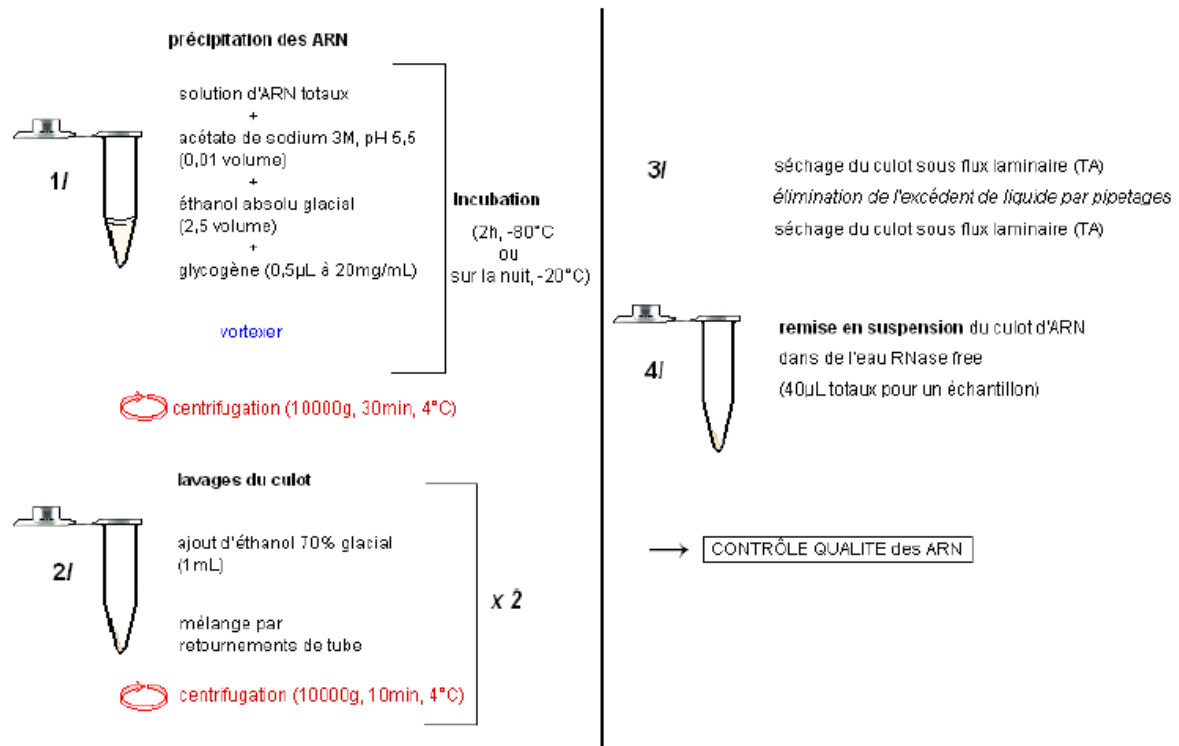 précipitation des ARN
solution d'ARN totaux
+
acétate de sodium 3M, pH 5,5
(0,01 volume)
+
éthanol absolu glacial
(2,5 volume)
+
glycogène (0,5µL à 20mg/mL)
vortexer
1/
Incubation
(2h, -80°C
ou
sur la nuit, -20°C)
centrifugation (10000g, 30min, 4°C)
lavages du culot
ajout d'éthanol 70% glacial
(1mL)
2/
mélange par
retournements de tube
x 2
centrifugation (10000g, 10min, 4°C)
3/
séchage du culot sous flux laminaire (TA)
élimination de l'excédent de liquide par pipetages
séchage du culot sous flux laminaire (TA)
4/
remise en suspension du culot d'ARN
dans de l'eau RNase free
(40µL totaux pour un échantillon)
→ CONTRÔLE QUALITE des ARN